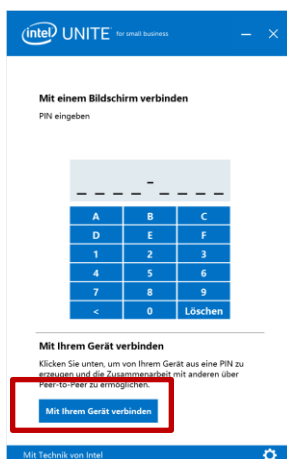 intel UNITE for small business
Mit einem Bildschirm verbinden
PIN eingeben
_ _ _ _ - _ _ _ _
A B C
D E F
1 2 3
4 5 6
7 8 9
< 0 Löschen
Mit Ihrem Gerät verbinden
Klicken Sie unten, um von Ihrem Gerät aus eine PIN zu
erzeugen und die Zusammenarbeit mit anderen über
Peer-to-Peer zu ermöglichen.
Mit Ihrem Gerät verbinden
Mit Technik von Intel